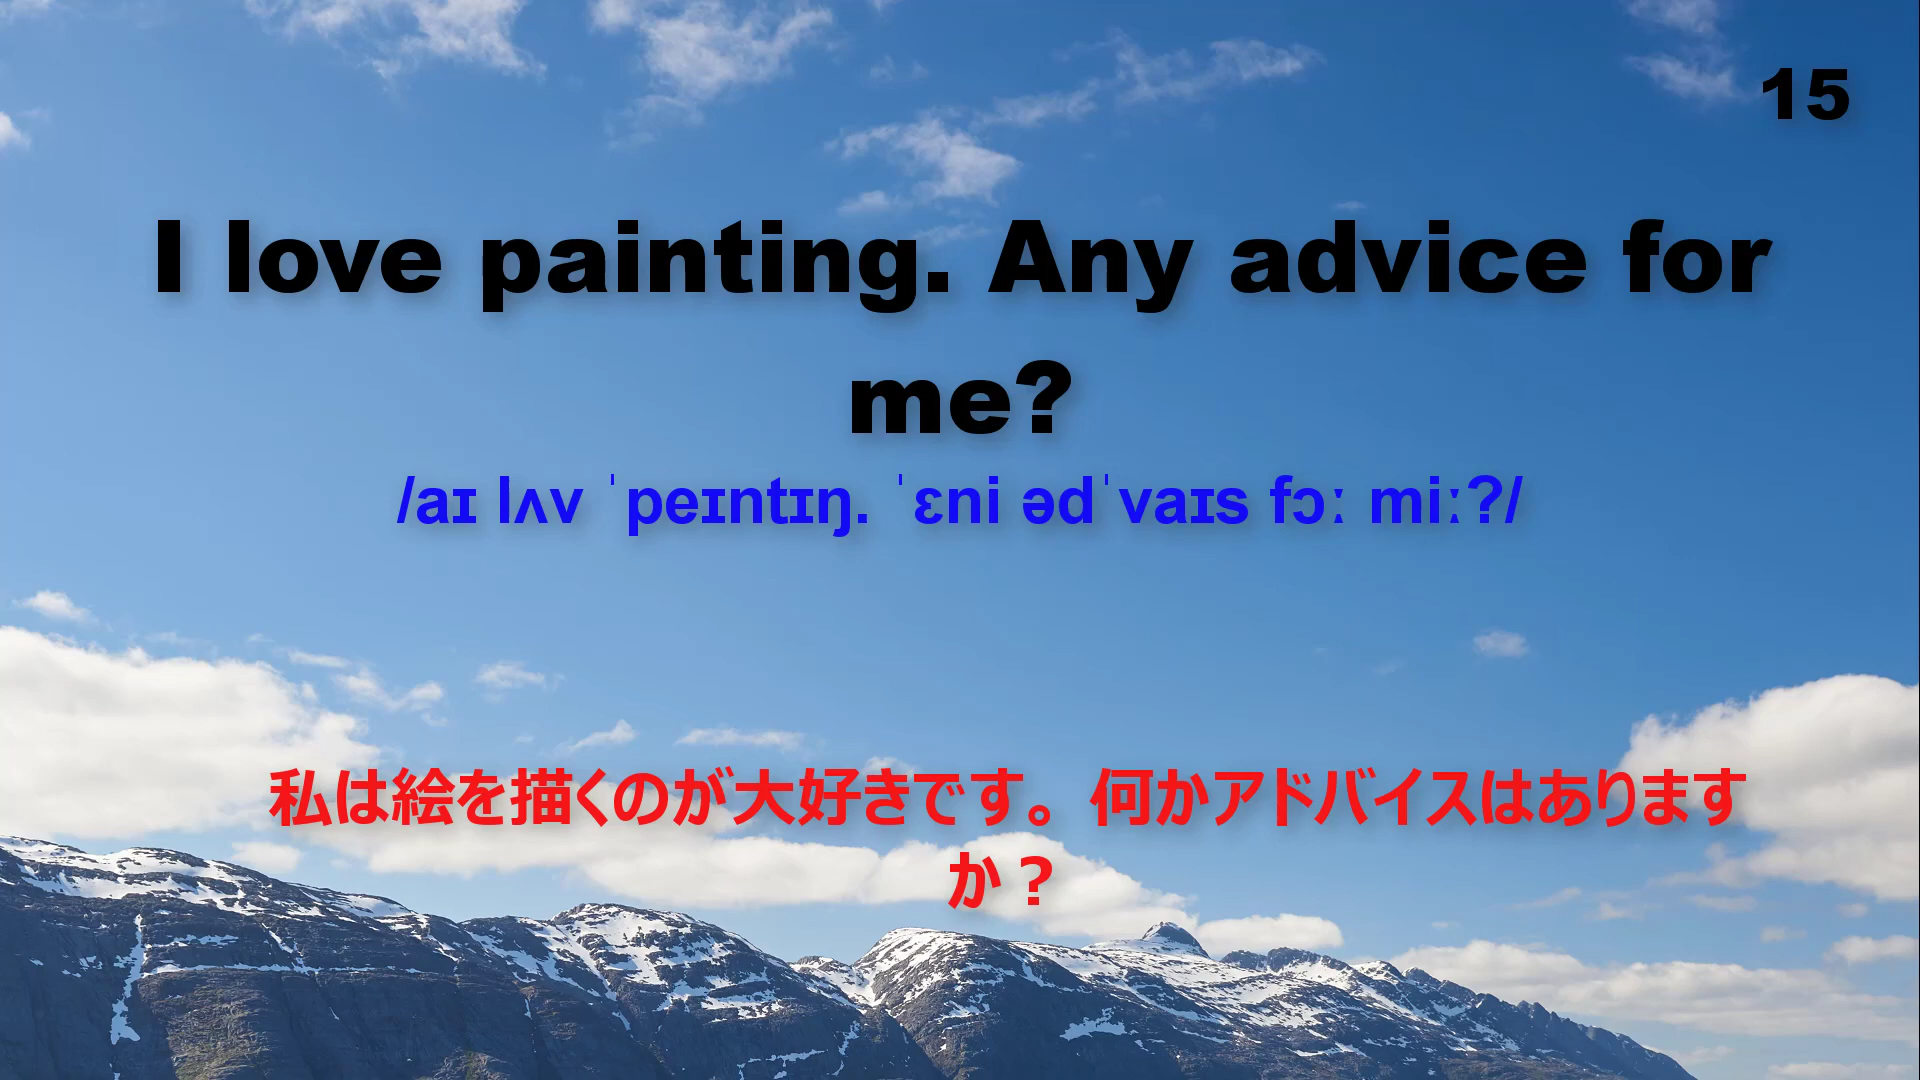 15
I love painting. Any advice for
me?
/aɪ lʌv ˈpeɪntɪŋ. ˈɛni ədˈvaɪs fɔː miː?/
私は絵を描くのが大好きです。何かアドバイスはあります
か？